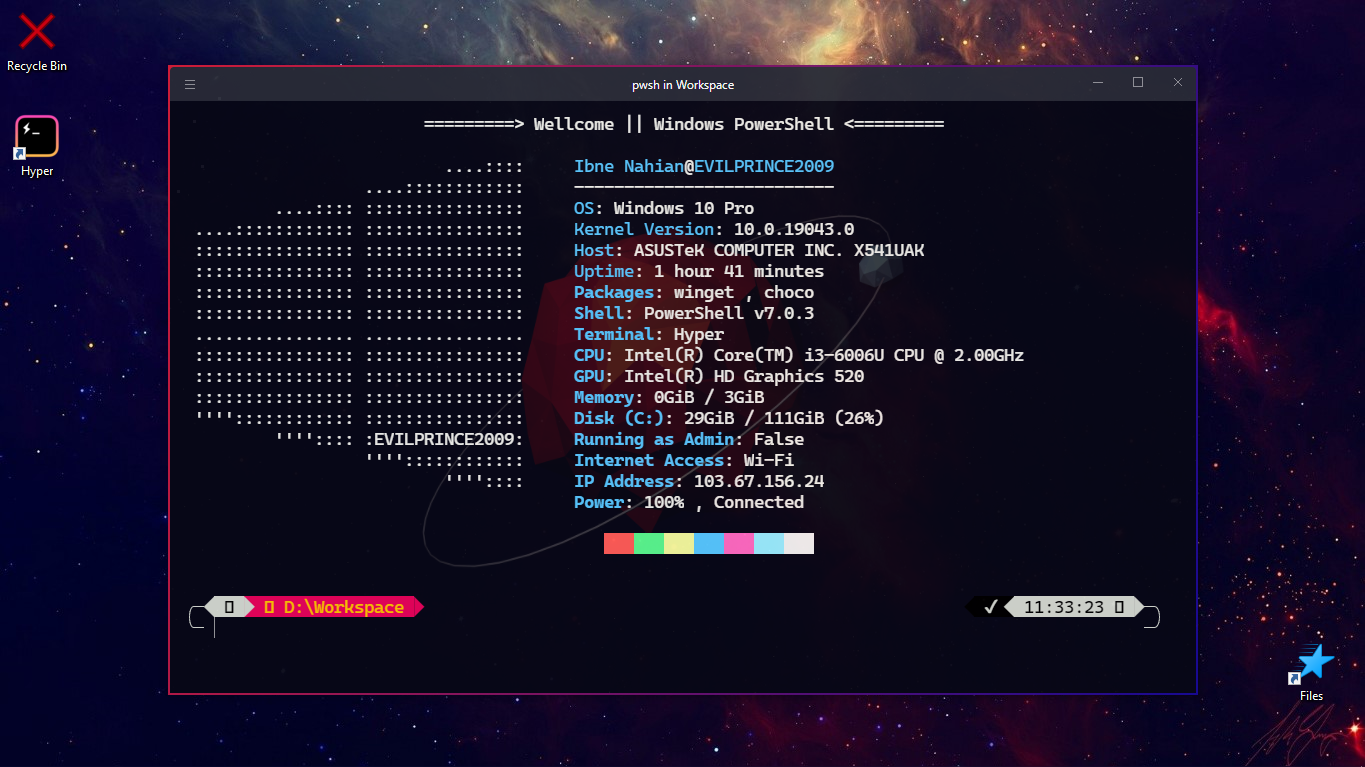 Recycle Bin
Hyper
pwsh in Workspace
=========> Wellcome || Windows PowerShell <=========
....::::
....::::::::::::
....:::: ::::::::::::::::
....:::::::::::: ::::::::::::::::
:::::::::::::::: ::::::::::::::::
:::::::::::::::: ::::::::::::::::
:::::::::::::::: ::::::::::::::::
:::::::::::::::: ::::::::::::::::
................ ................
:::::::::::::::: ::::::::::::::::
:::::::::::::::: ::::::::::::::::
:::::::::::::::: ::::::::::::::::
'''':::::::::::: ::::::::::::::::
'''':::: :EVILPRINCE2009:
''''::::::::::::
''''::::
Ibne Nahian@EVILPRINCE2009
--------------------------
OS: Windows 10 Pro
Kernel Version: 10.0.19043.0
Host: ASUSTeK COMPUTER INC. X541UAK
Uptime: 1 hour 41 minutes
Packages: winget , choco
Shell: PowerShell v7.0.3
Terminal: Hyper
CPU: Intel(R) Core(TM) i3-6006U CPU @ 2.00GHz
GPU: Intel(R) HD Graphics 520
Memory: 0GiB / 3GiB
Disk (C:): 29GiB / 111GiB (26%)
Running as Admin: False
Internet Access: Wi-Fi
IP Address: 103.67.156.24
Power: 100% , Connected
D:\Workspace
✓ 11:33:23
Files